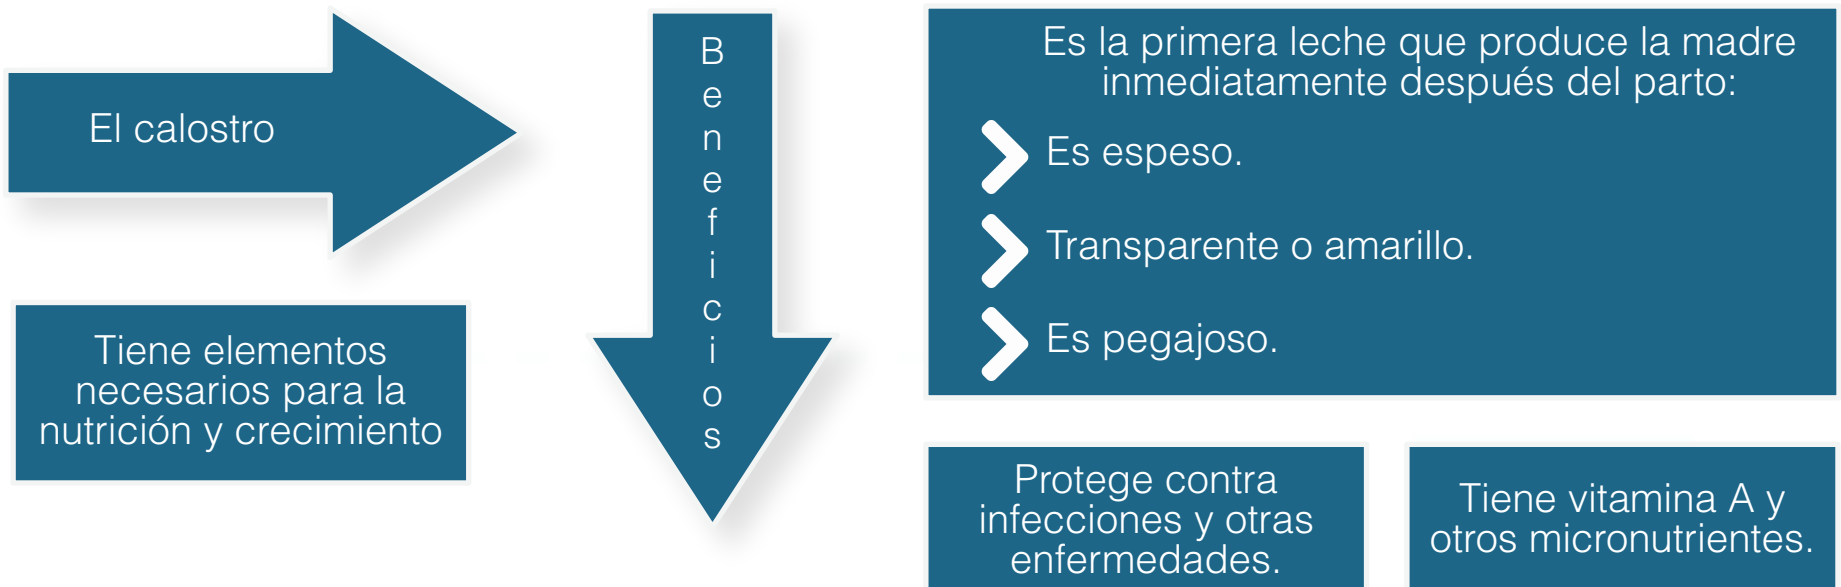 El calostro
Beneficios
Es la primera leche que produce la madre
inmediatamente después del parto:
Es espeso.
Transparente o amarillo.
Es pegajoso.
Tiene elementos
necesarios para la
nutrición y crecimiento
Protege contra
infecciones y otras
enfermedades.
Tiene vitamina A y
otros micronutrientes.